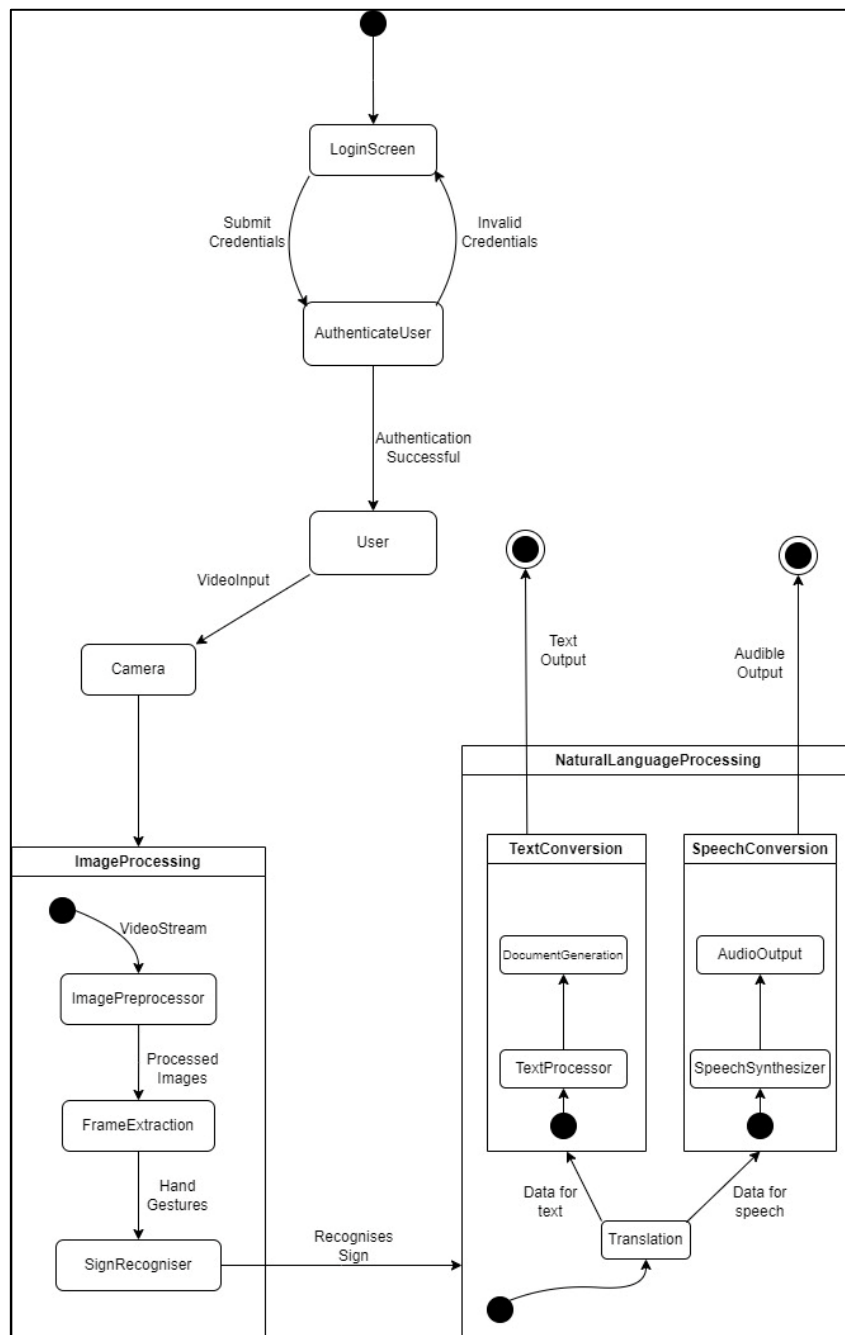 LoginScreen
Submit
Credentials
Invalid
Credentials
AuthenticateUser
Authentication
Successful
User
VideoInput
Camera
Text
Output
Audible
Output
NaturalLanguageProcessing
ImageProcessing
VideoStream
ImagePreprocessor
Processed
Images
FrameExtraction
Hand
Gestures
SignRecogniser
Recognises
Sign
TextConversion
DocumentGeneration
TextProcessor
SpeechConversion
AudioOutput
SpeechSynthesizer
Data for
text
Data for
speech
Translation